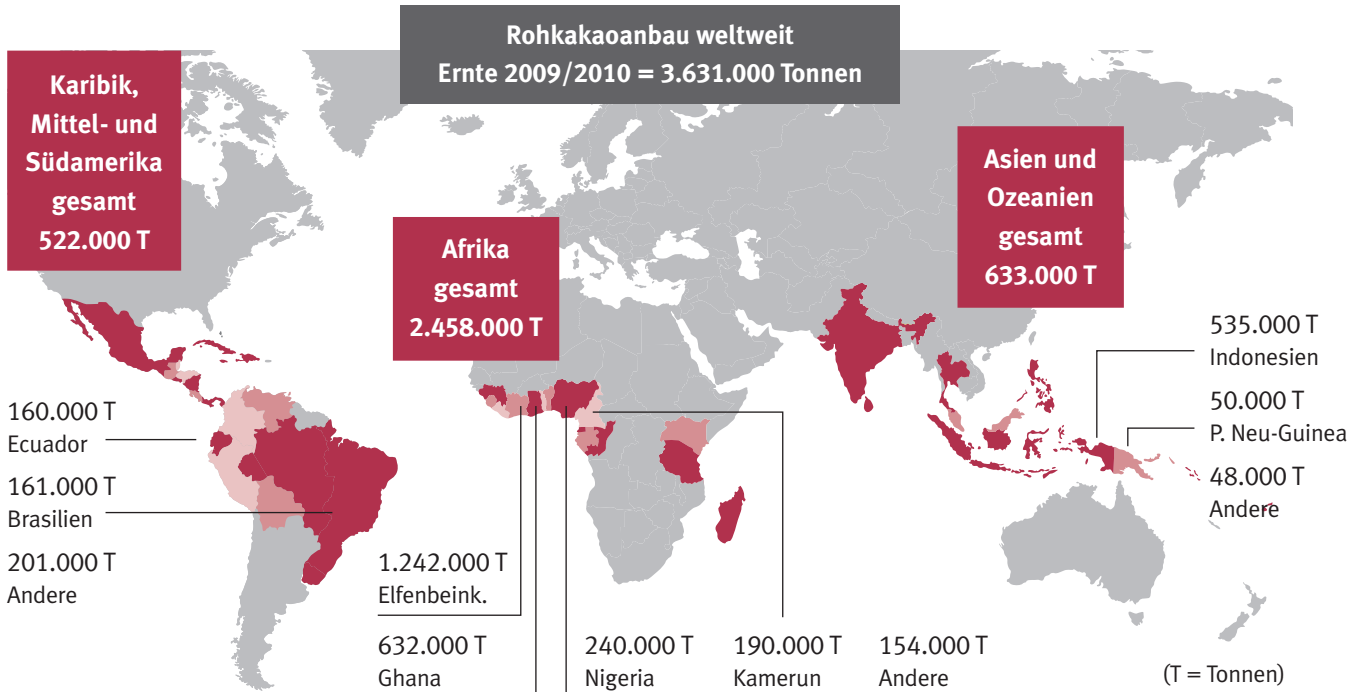 Rohkakaoanbau weltweit
Ernte 2009/2010 = 3.631.000 Tonnen
Karibik,
Mittel- und
Südamerika
gesamt
522.000 T
Afrika
gesamt
2.458.000 T
Asien und
Ozeanien
gesamt
633.000 T
160.000 T
Ecuador
161.000 T
Brasilien
201.000 T
Andere
1.242.000 T
Elfenbeink.
632.000 T
Ghana
240.000 T
Nigeria
190.000 T
Kamerun
154.000 T
Andere
535.000 T
Indonesien
50.000 T
P. Neu-Guinea
48.000 T
Andere
(T = Tonnen)